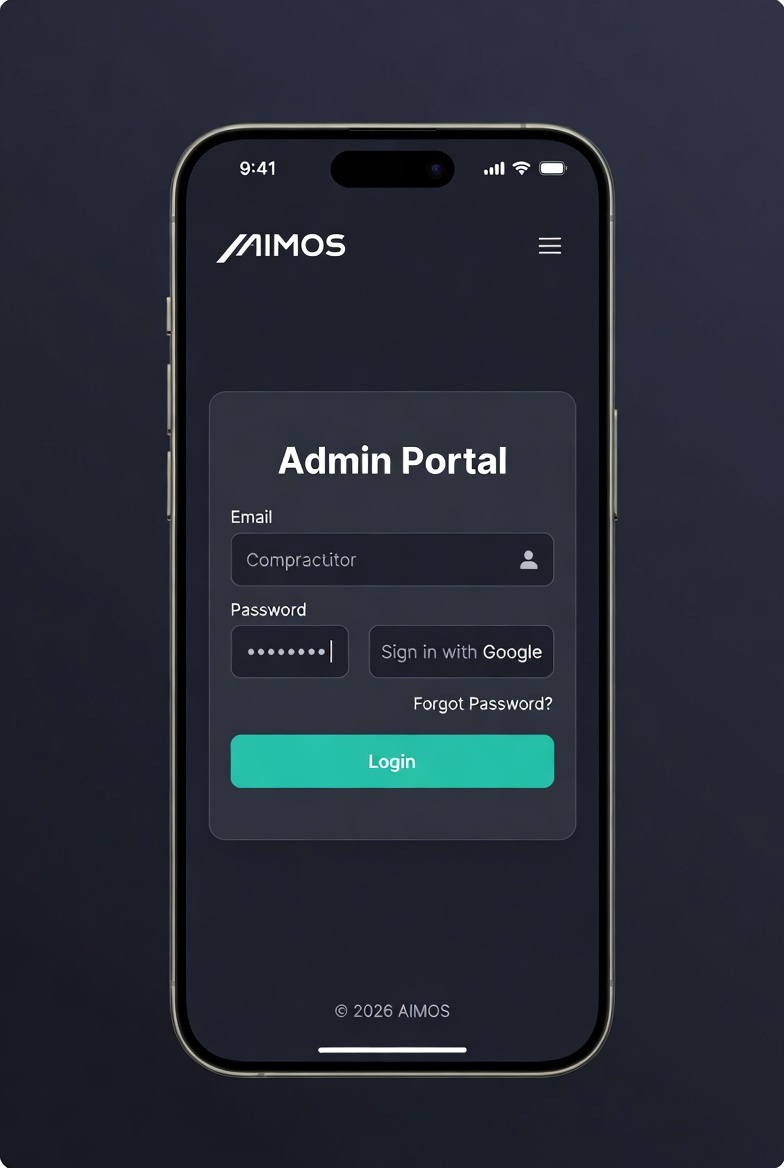 9:41
AIMOS
Admin Portal
Email
Compractitor
Password
••••••••
Sign in with Google
Forgot Password?
Login
© 2026 AIMOS